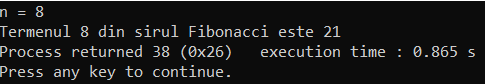 n = 8
Termenul 8 din sirul Fibonacci este 21
Process returned 38 (0x26)   execution time : 0.865 s
Press any key to continue.